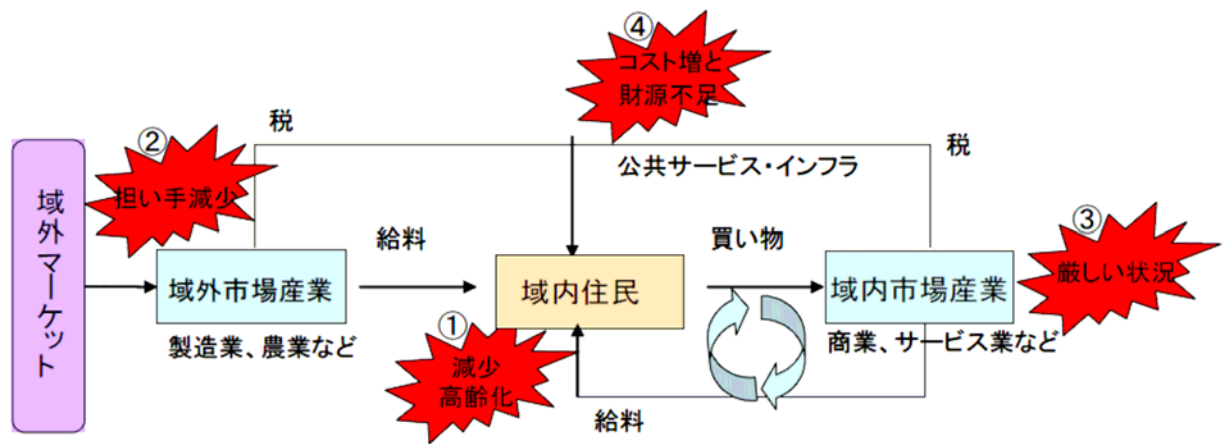 ④
コスト増と
財源不足
税
税
②
担い手減少
公共サービス・インフラ
域外マーケット
給料
買い物
③
厳しい状況
域外市場産業
域内住民
域内市場産業
製造業、農業など
①
減少
高齢化
商業、サービス業など
給料